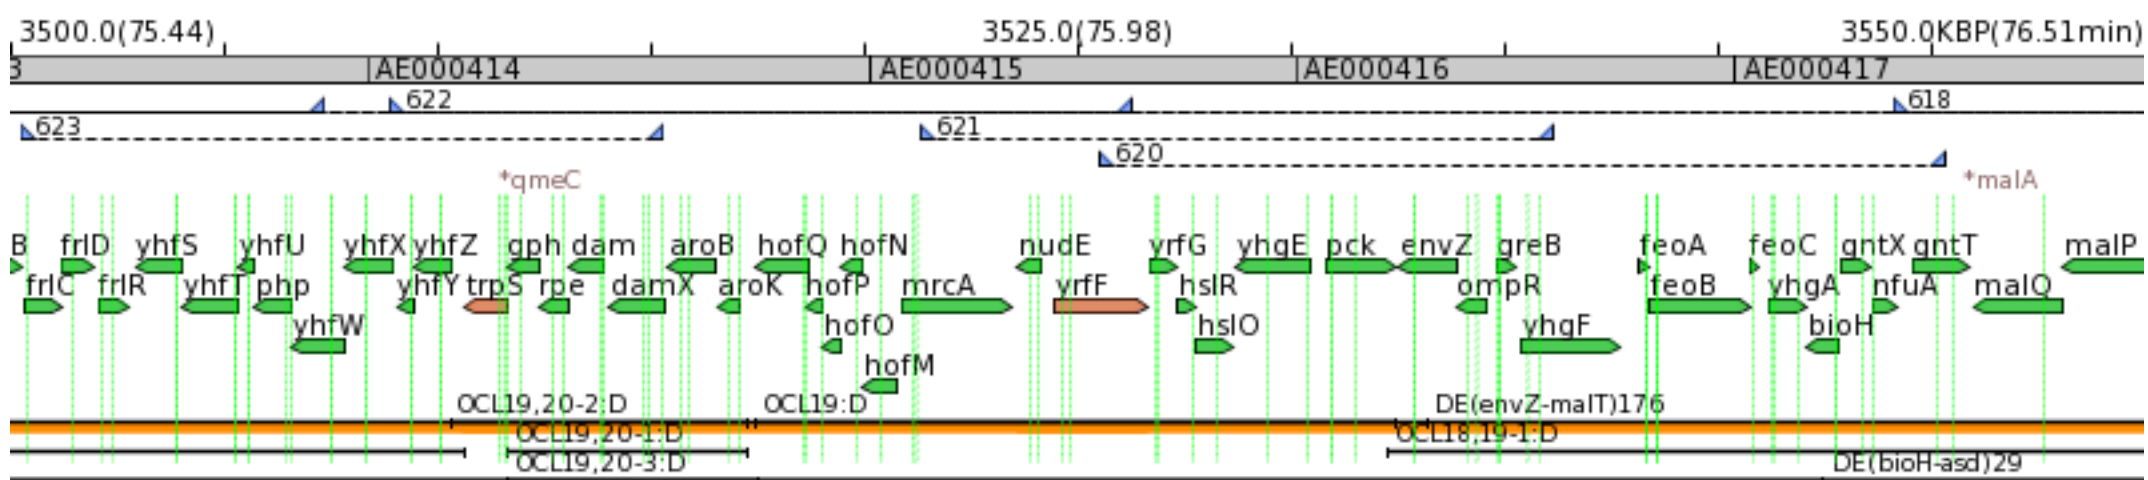 3500.0(75.44) 3525.0(75.98) 3550.0KBP(76.51min)
3 AE000414 AE000415 AE000416 AE000417
622 618
623 621
620
*qmeC *malA
B frlD yhfS yhfU yhfX yhfZ gph dam aroB hofQ hofN nudE yrfG yhgE pck envZ greB feoA feoC gntX gntT malP
frlC frlR yhfT php yhfY trpS rpe damX aroK hofP mrcA yrfF hslR ompR feoB yhgA nfuA malQ
yhfW hofO hslO yhgF bioH
hofM
OCL19,20-2:D OCL19:D DE(envZ-malT)176
OCL19,20-1:D OCL18,19-1:D
OCL19,20-3:D DE(bioH-asd)29